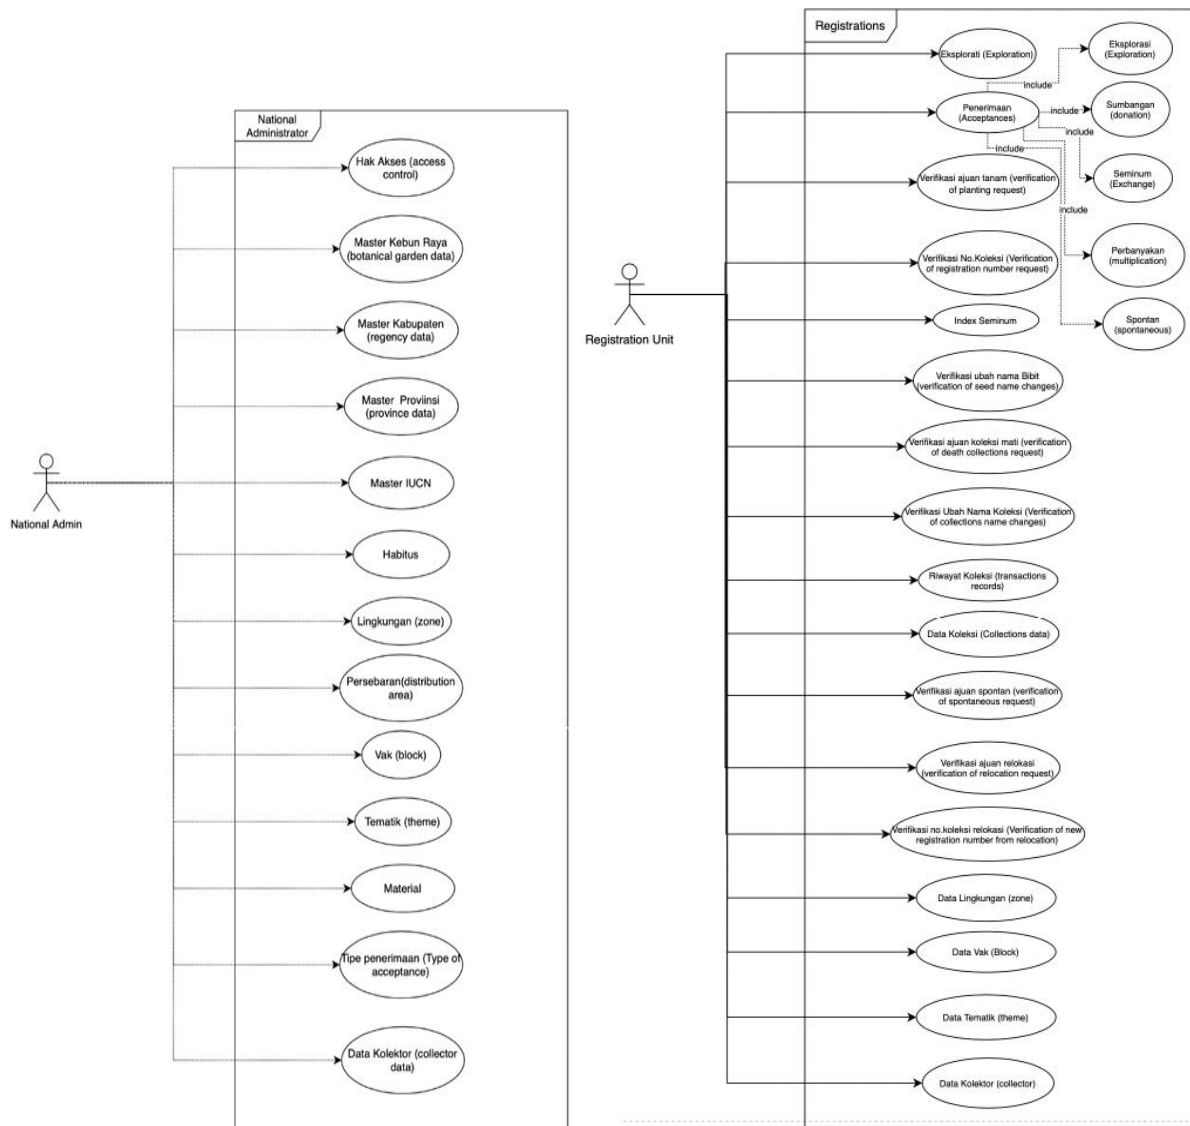 National
Administrator
Hak Akses (access
control)
Master Kebun Raya
(botanical garden data)
Master Kabupaten
(regency data)
Master Proviinsi
(province data)
Master IUCN
National Admin
Habitus
Lingkungan (zone)
Persebaran(distribution
area)
Vak (block)
Tematik (theme)
Material
Tipe penerimaan (Type of
acceptance)
Data Kolektor (collector
data)
Registrations
Eksplorati (Exploration)
Eksplorasi
(Exploration)
include
Penerimaan
(Acceptances)
include
Sumbangan
(donation)
include
include
Seminum
(Exchange)
Verifikasi ajuan tanam (verification
of planting request)
include
Perbanyakan
(multiplication)
Verifikasi No.Koleksi (Verification
of registration number request)
Registration Unit
Index Seminum
Spontan
(spontaneous)
Verifikasi ubah nama Bibit
(verification of seed name changes)
Verifikasi ajuan koleksi mati (verification
of death collections request)
Verifikasi Ubah Nama Koleksi (Verification
of collections name changes)
Riwayat Koleksi (transactions
records)
Data Koleksi (Collections data)
Verifikasi ajuan spontan (verification
of spontaneous request)
Verifikasi ajuan relokasi
(verification of relocation request)
Verifikasi no.koleksi relokasi (Verification of new
registration number from relocation)
Data Lingkungan (zone)
Data Vak (Block)
Data Tematik (theme)
Data Kolektor (collector)